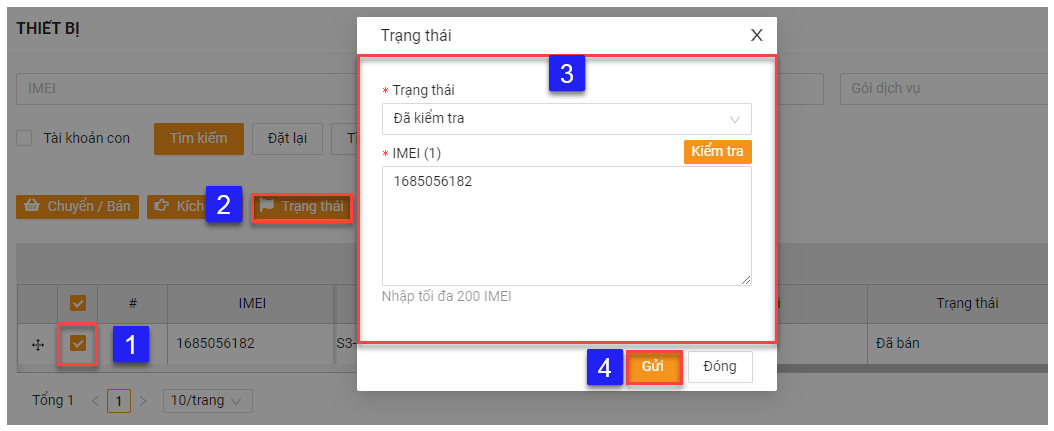 THIẾT BỊ
Trạng thái X
3
IMEI
Gói dịch vụ
* Trạng thái
Đã kiểm tra
Tài khoản con Tìm kiếm Đặt lại
* IMEI (1) Kiểm tra
1685056182
Chuyển / Bán Kích 2 Trạng thái
Nhập tối đa 200 IMEI
# IMEI Trạng thái
1 1685056182 S3- Đã bán
4 Gửi Đóng
Tổng 1 < 1 > 10/trang